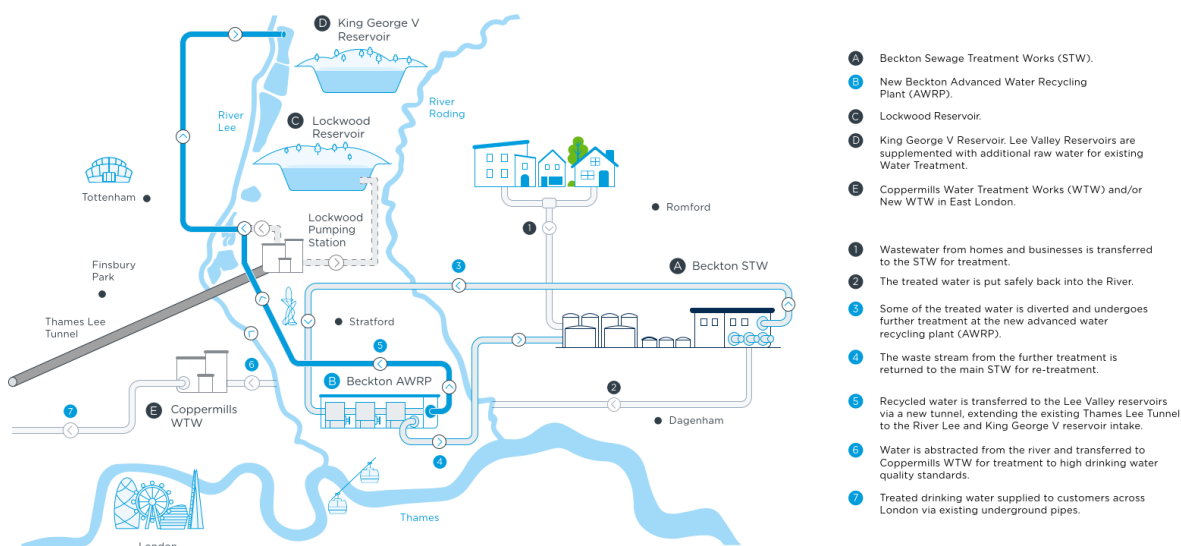 D
King George V
Reservoir
River
Lee
River
Roding
C
Lockwood
Reservoir
Tottenham
Lockwood
Pumping
Station
1
Romford
Finsbury
Park
3
A
Beckton STW
Thames Lee
Tunnel
Stratford
5
6
B
Beckton AWRP
2
7
E
Coppermills
WTW
Dagenham
4
Thames
London
A
Beckton Sewage Treatment Works (STW).
B
New Beckton Advanced Water Recycling
Plant (AWRP).
C
Lockwood Reservoir.
D
King George V Reservoir. Lee Valley Reservoirs are
supplemented with additional raw water for existing
Water Treatment.
E
Coppermills Water Treatment Works (WTW) and/or
New WTW in East London.
1
Wastewater from homes and businesses is transferred
to the STW for treatment.
2
The treated water is put safely back into the River.
3
Some of the treated water is diverted and undergoes
further treatment at the new advanced water
recycling plant (AWRP).
4
The waste stream from the further treatment is
returned to the main STW for re-treatment.
5
Recycled water is transferred to the Lee Valley reservoirs
via a new tunnel, extending the existing Thames Lee Tunnel
to the River Lee and King George V reservoir intake.
6
Water is abstracted from the river and transferred to
Coppermills WTW for treatment to high drinking water
quality standards.
7
Treated drinking water supplied to customers across
London via existing underground pipes.